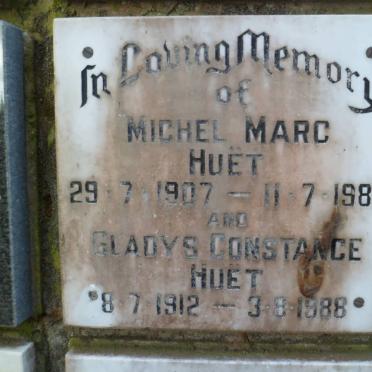 In Loving Memory
of
MICHEL MARC
HUËT
29 · 7 · 1907 — 11 · 7 · 198
AND
GLADYS CONSTANCE
HUËT
8 · 7 · 1912 — 3 · 8 · 1988